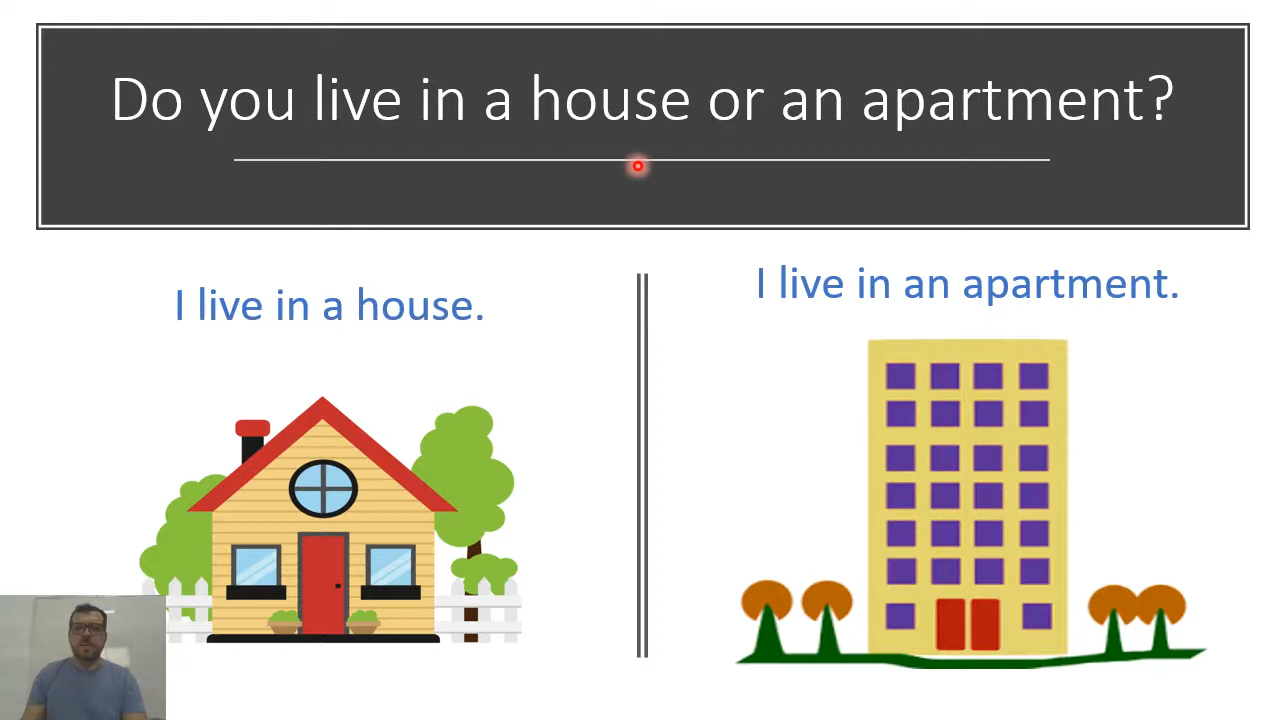 Do you live in a house or an apartment?
I live in a house.
I live in an apartment.